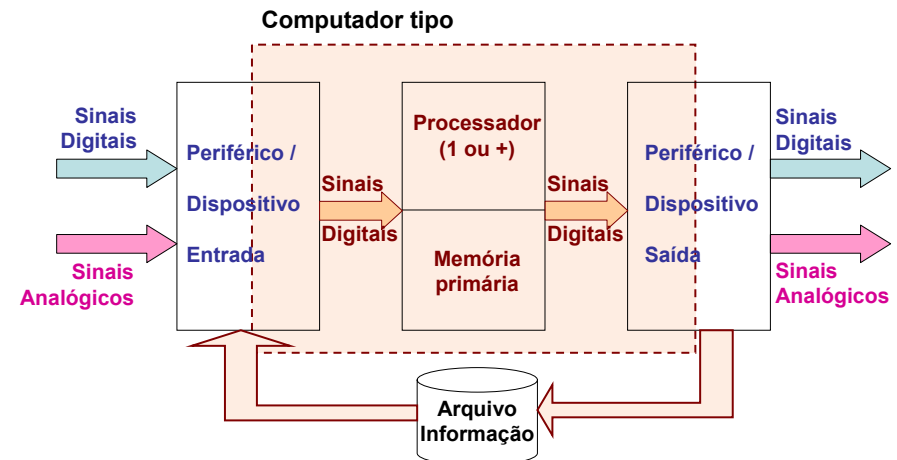 Computador tipo
Sinais
Digitais
Sinais
Analógicos
Periférico /
Dispositivo
Entrada
Sinais
Digitais
Processador
(1 ou +)
Memória
primária
Sinais
Digitais
Periférico /
Dispositivo
Saída
Sinais
Digitais
Sinais
Analógicos
Arquivo
Informação